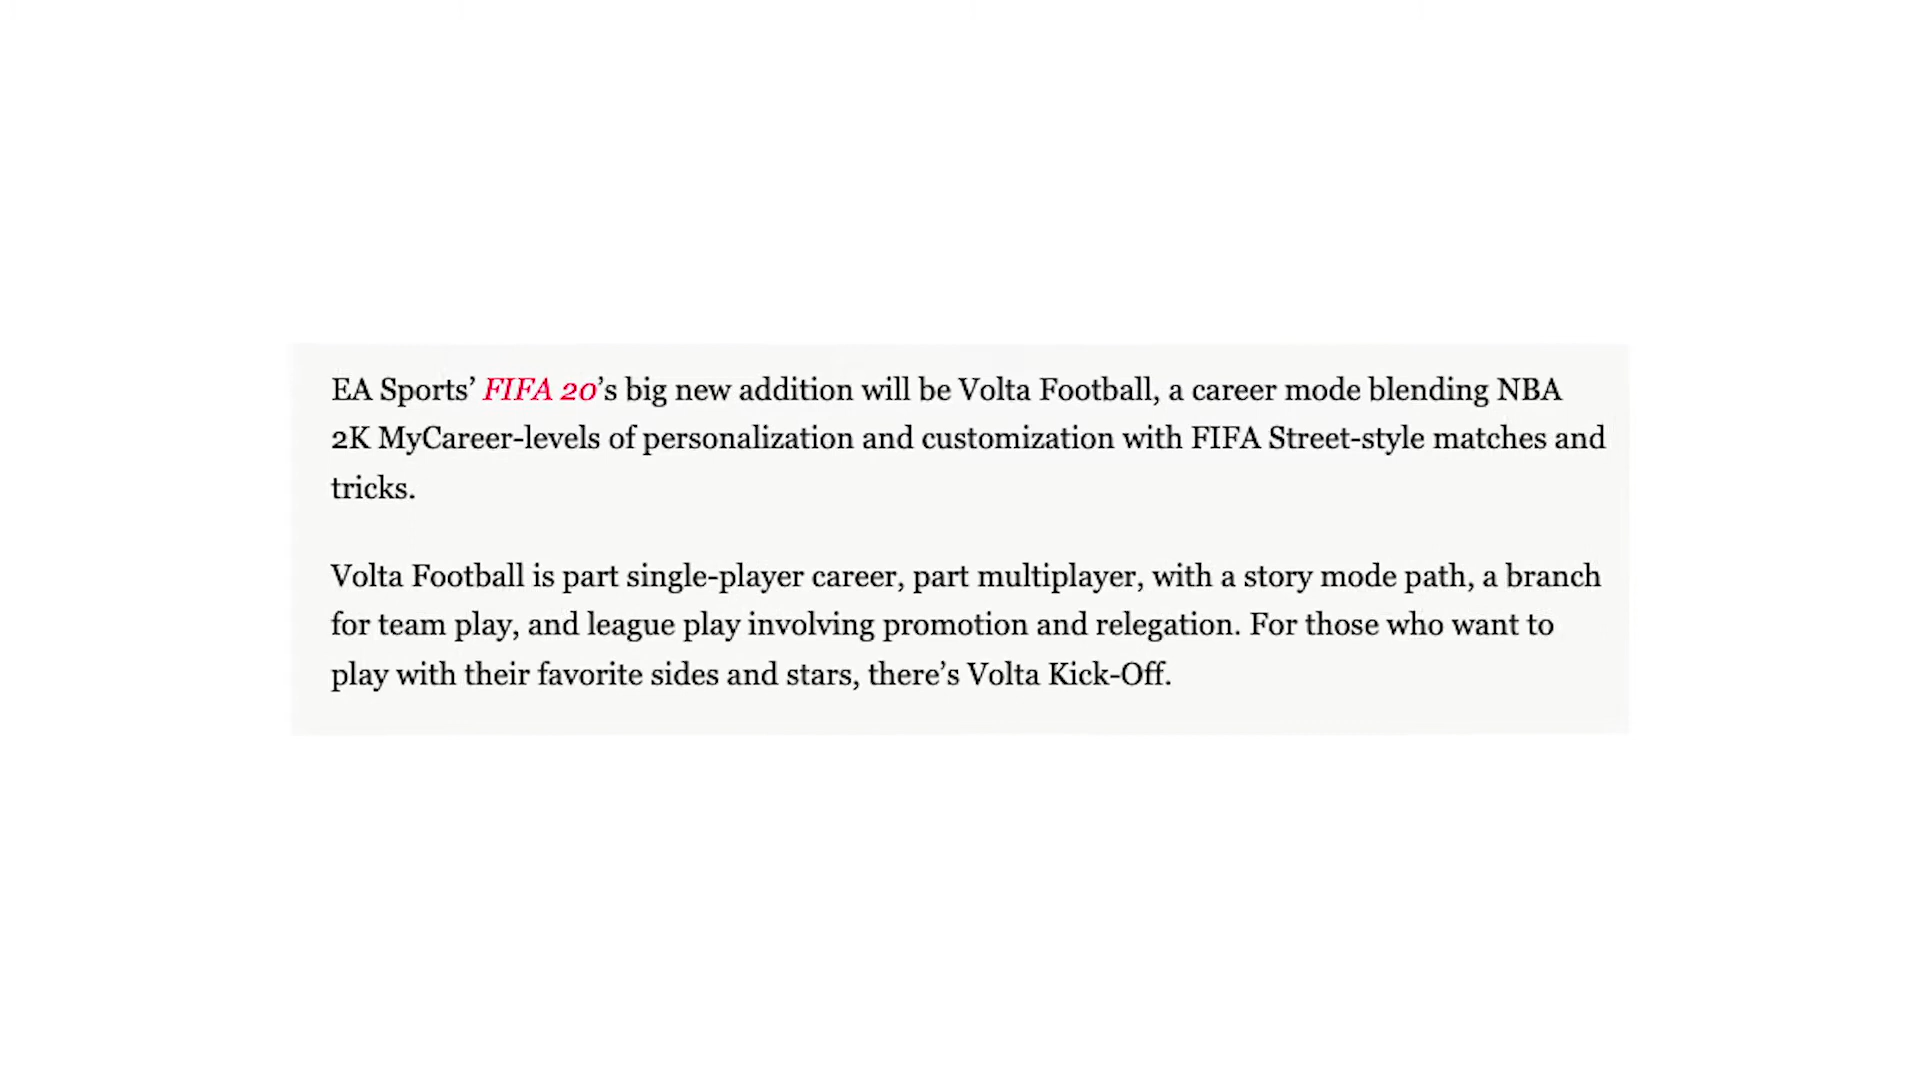 EA Sports’ FIFA 20’s big new addition will be Volta Football, a career mode blending NBA
2K MyCareer-levels of personalization and customization with FIFA Street-style matches and
tricks.
Volta Football is part single-player career, part multiplayer, with a story mode path, a branch
for team play, and league play involving promotion and relegation. For those who want to
play with their favorite sides and stars, there’s Volta Kick-Off.